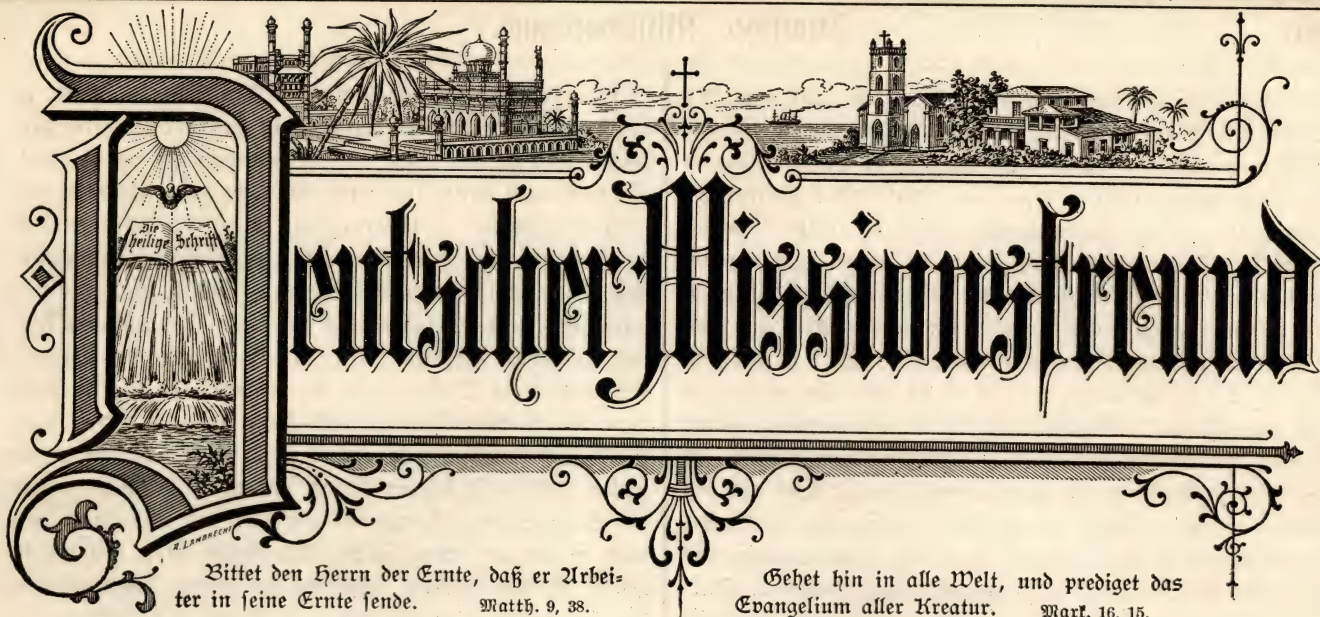 Die heilige Schrift
Deutscher Missionsfreund
A. LAMBRECHT
Bittet den Herrn der Ernte, daß er Arbei=
ter in seine Ernte sende. Matth. 9, 38.
Gehet hin in alle Welt, und prediget das
Evangelium aller Kreatur. Mark. 16, 15.